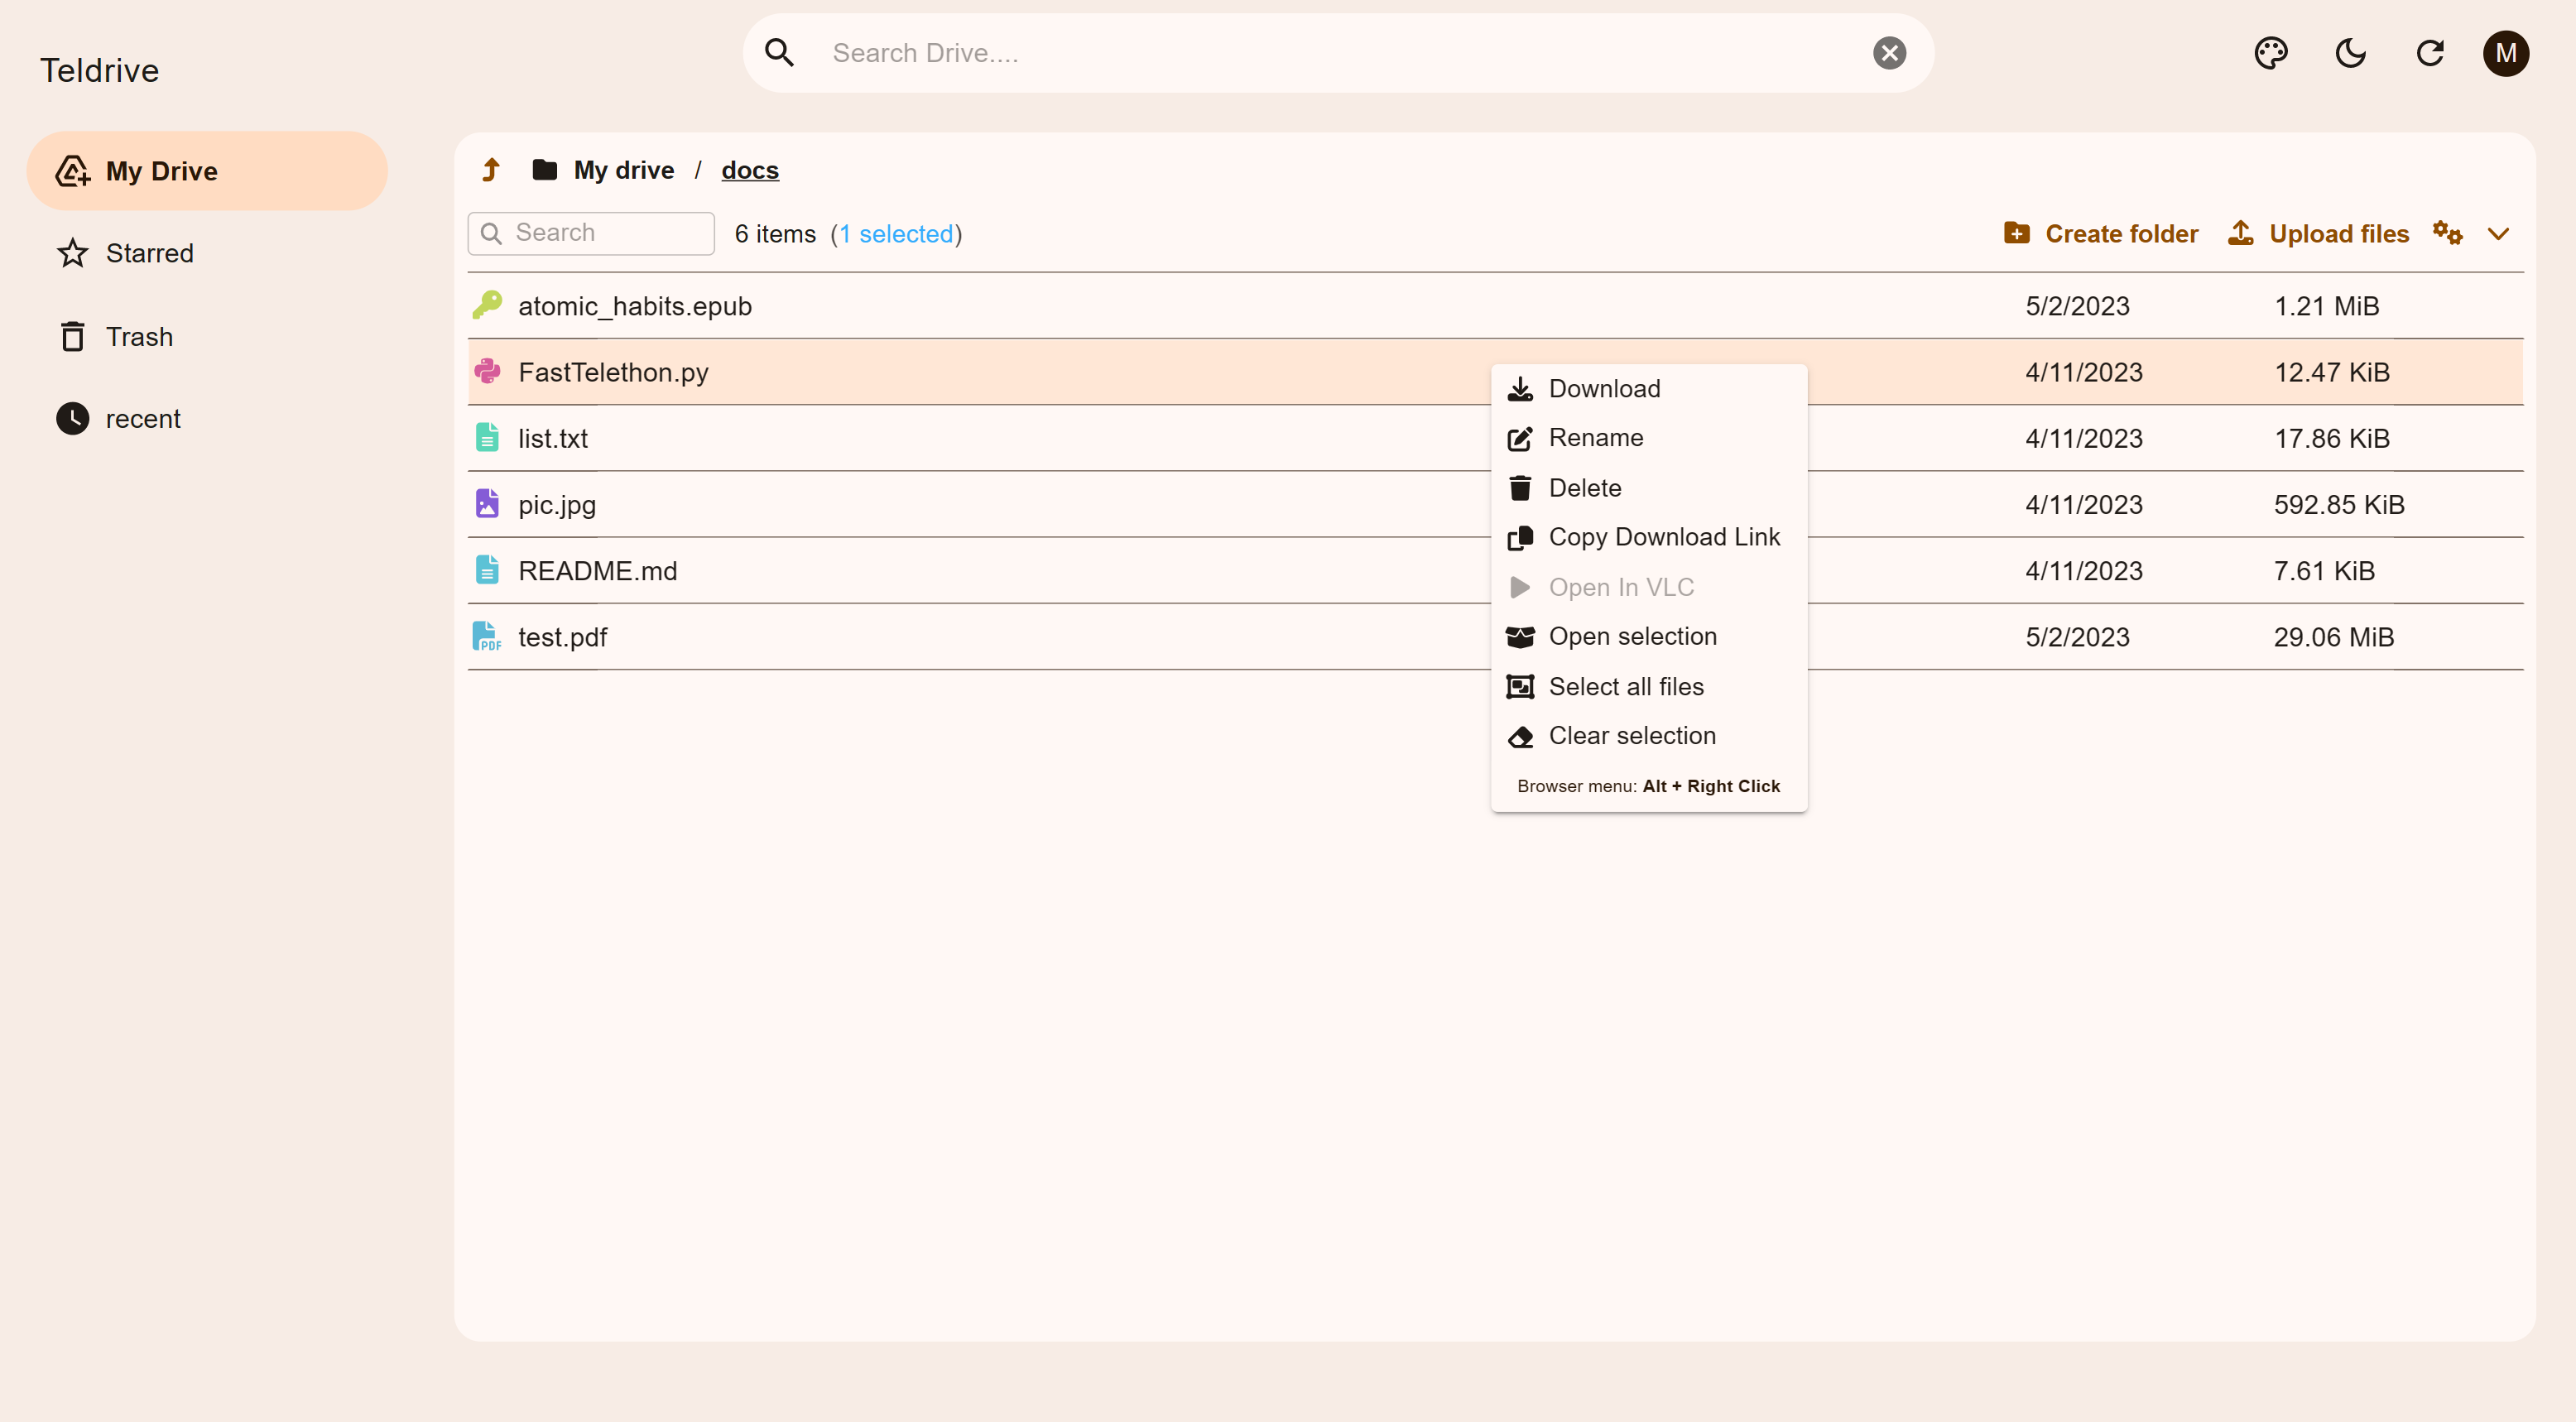 Teldrive
Search Drive....
M
My Drive
Starred
Trash
recent
My drive / docs
Search
6 items (1 selected)
Create folder
Upload files
atomic_habits.epub 5/2/2023 1.21 MiB
FastTelethon.py 4/11/2023 12.47 KiB
list.txt 4/11/2023 17.86 KiB
pic.jpg 4/11/2023 592.85 KiB
README.md 4/11/2023 7.61 KiB
PDF test.pdf 5/2/2023 29.06 MiB
Download
Rename
Delete
Copy Download Link
Open In VLC
Open selection
Select all files
Clear selection
Browser menu: Alt + Right Click